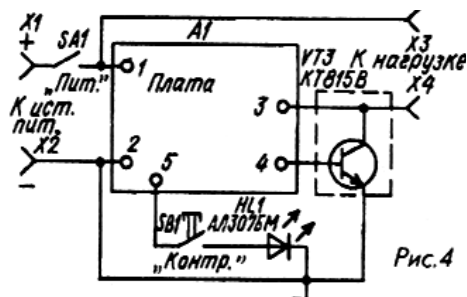 X1
+
SA1
A1
X3
„Пит."
1
Плата
VT3
КТ815В
К нагрузке
X4
К ист.
пит.
3
X2
2
4
–
5
SB1
HL1
АЛ307БМ
„Контр."
Рис.4